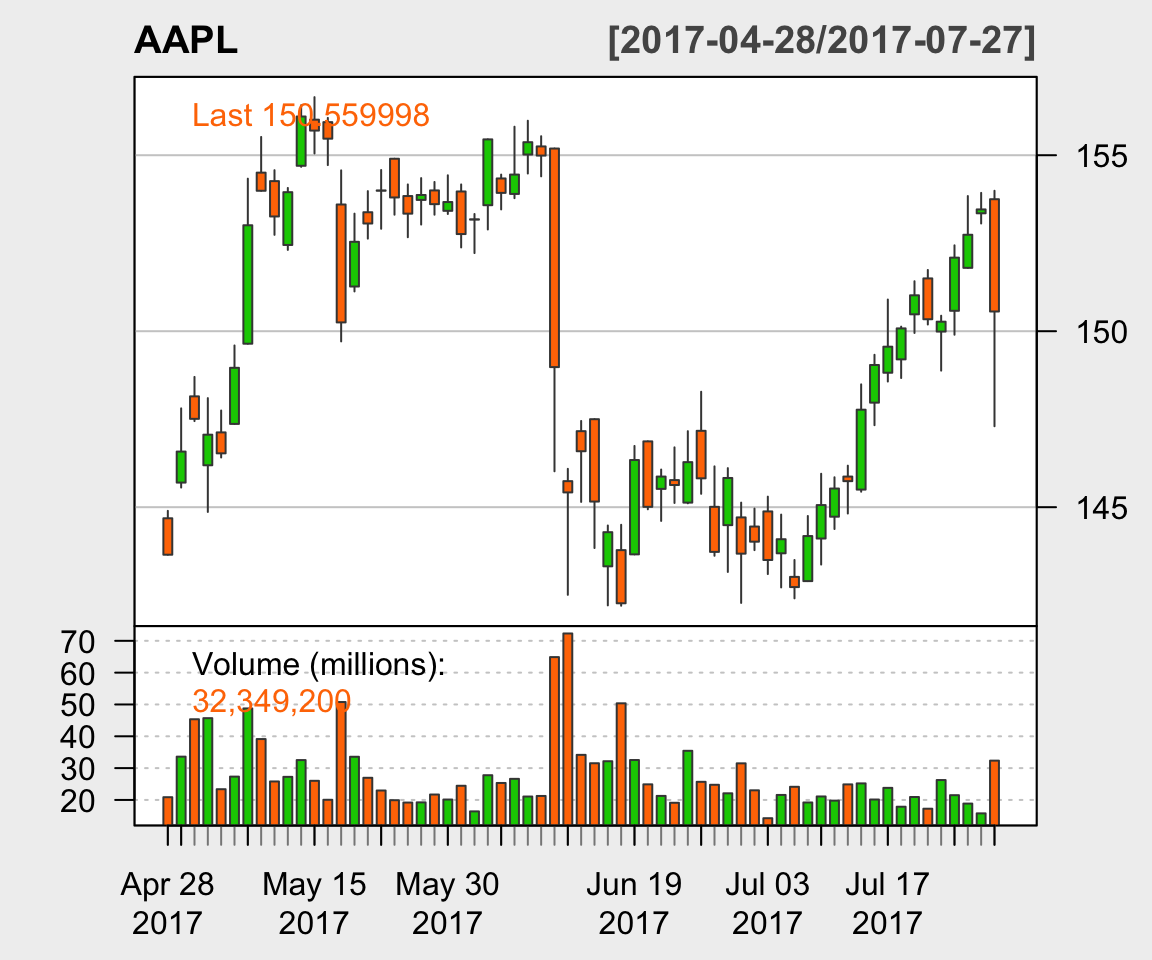 AAPL [2017-04-28/2017-07-27]
Last 150.559998
155
150
145
Volume (millions):
32,349,200
70
60
50
40
30
20
Apr 28 May 15 May 30 Jun 19 Jul 03 Jul 17
2017 2017 2017 2017 2017 2017